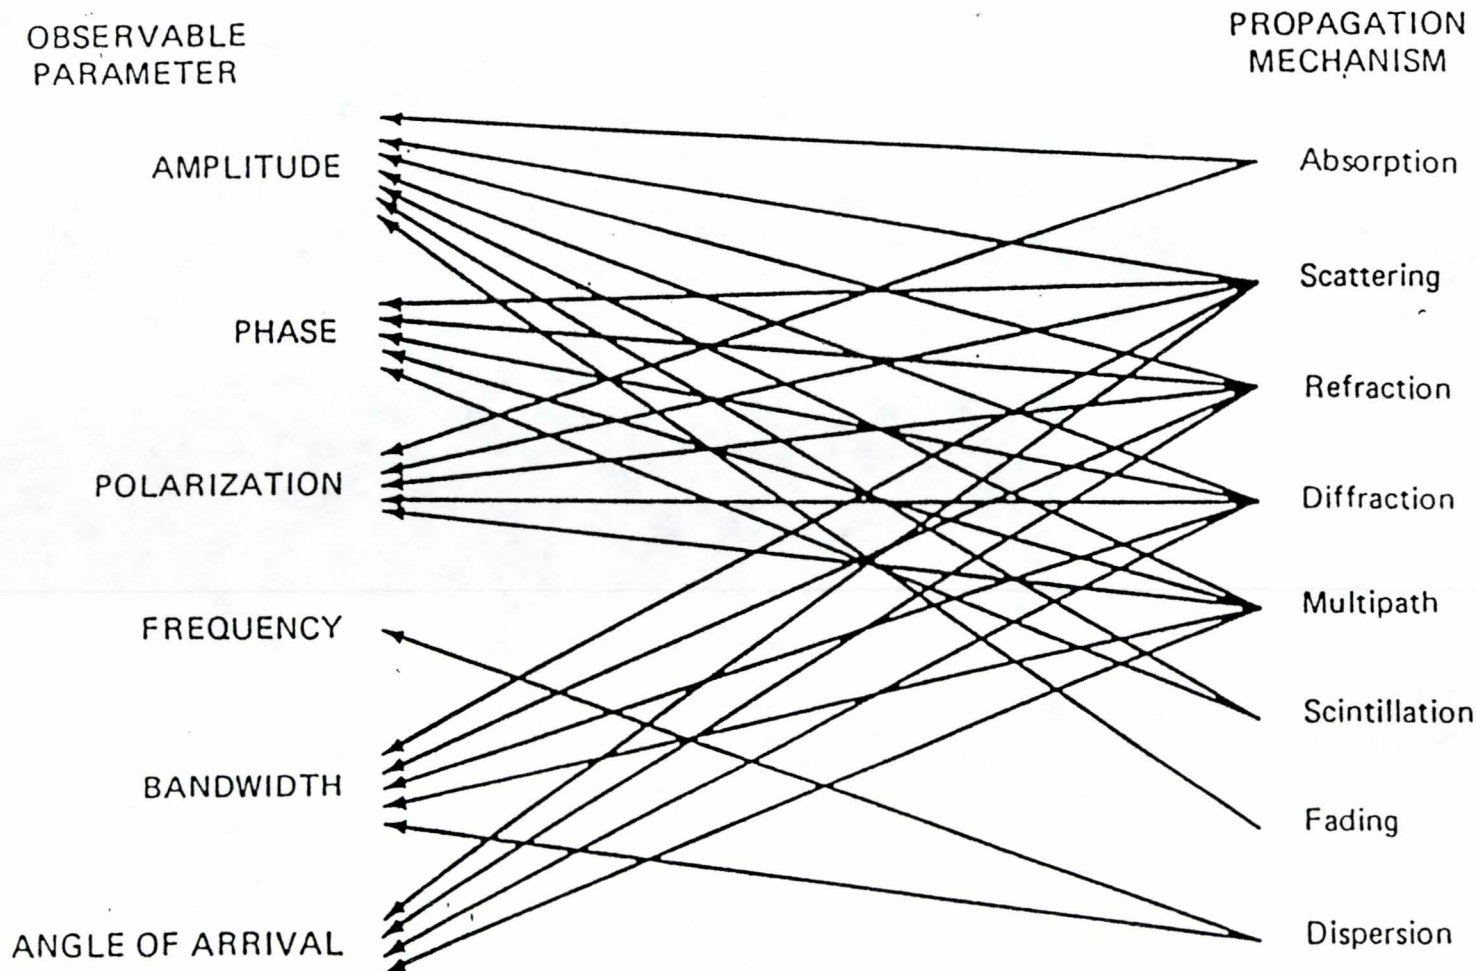 OBSERVABLE
PARAMETER
PROPAGATION
MECHANISM
AMPLITUDE
PHASE
POLARIZATION
FREQUENCY
BANDWIDTH
ANGLE OF ARRIVAL
Absorption
Scattering
Refraction
Diffraction
Multipath
Scintillation
Fading
Dispersion